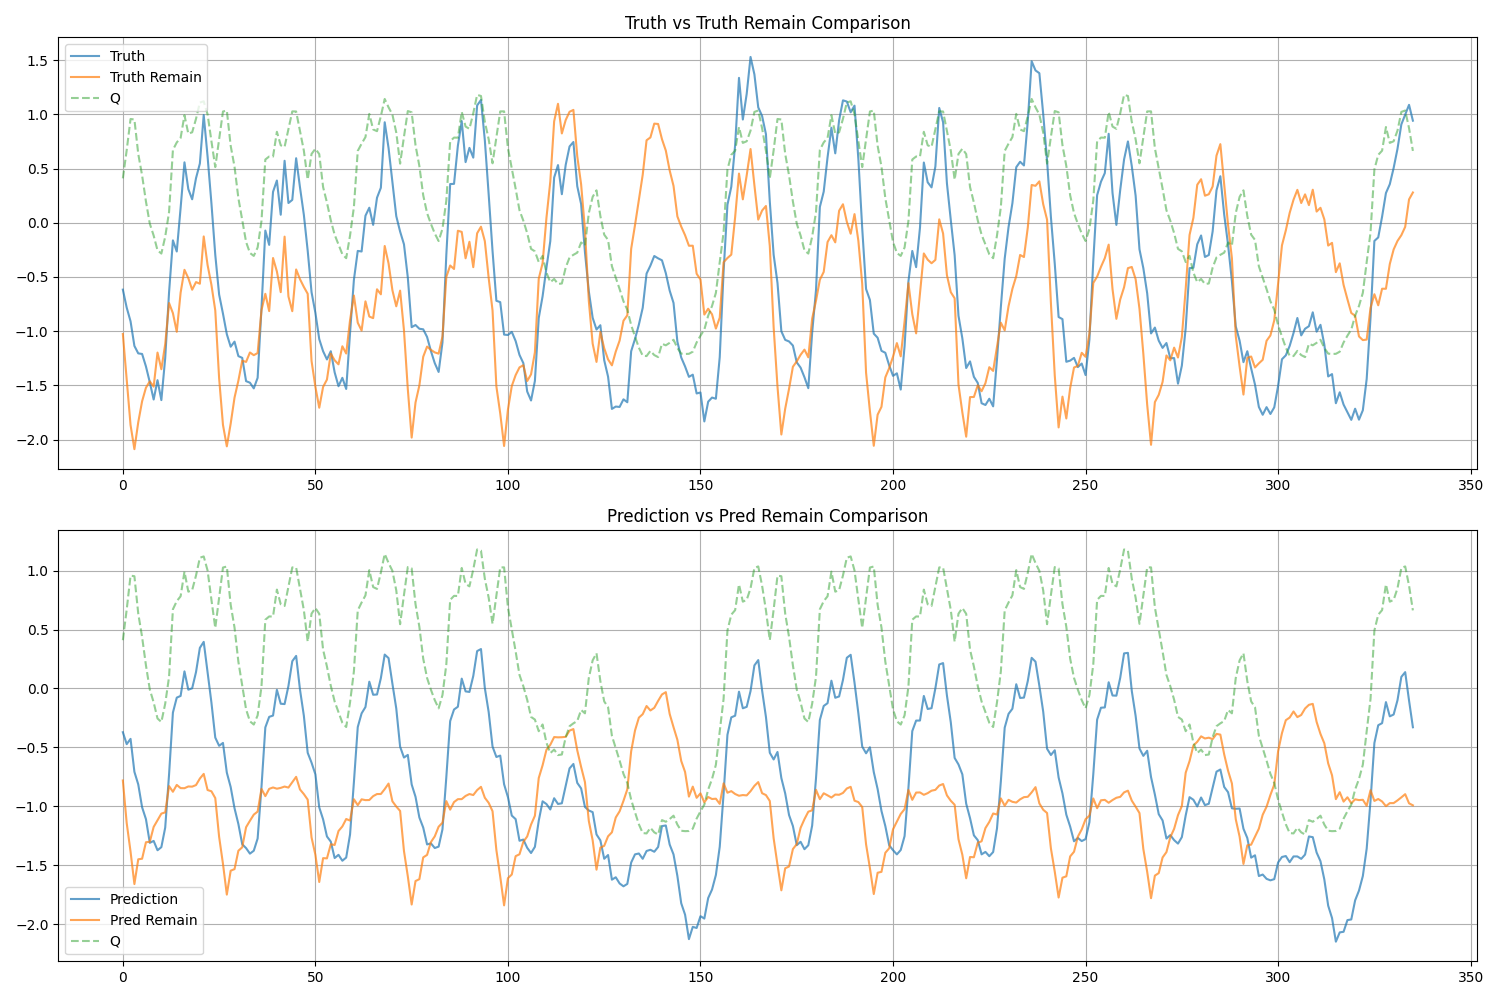 Truth vs Truth Remain Comparison
Truth
Truth Remain
Q
1.5
1.0
0.5
0.0
−0.5
−1.0
−1.5
−2.0
0 50 100 150 200 250 300 350
Prediction vs Pred Remain Comparison
1.0
0.5
0.0
−0.5
−1.0
−1.5
−2.0
Prediction
Pred Remain
Q
0 50 100 150 200 250 300 350